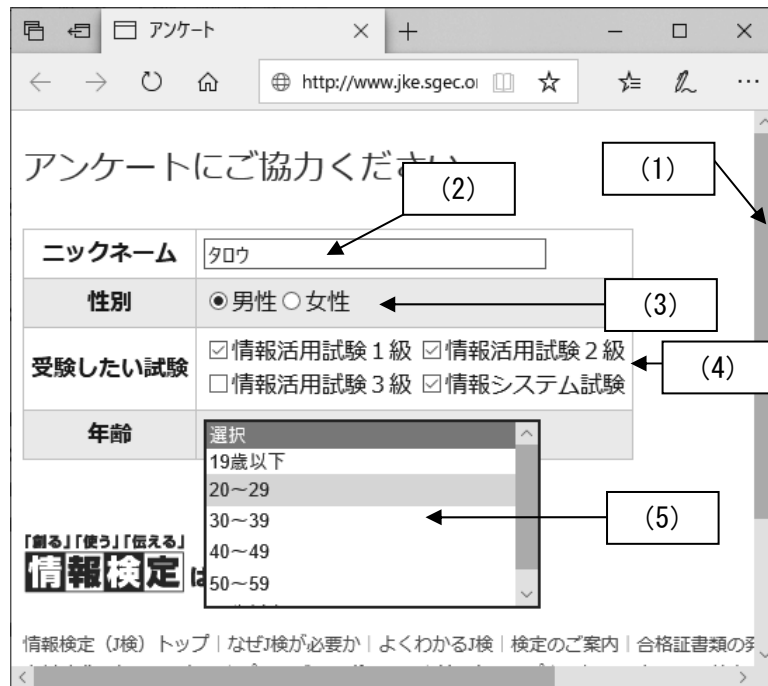 アンケート
http://www.jke.sgec.or
アンケートにご協力ください
(1)
(2)
ニックネーム タロウ
性別 男性 女性
(3)
受験したい試験
情報活用試験1級 情報活用試験2級
情報活用試験3級 情報システム試験
(4)
年齢 選択
19歳以下
20～29
30～39
40～49
50～59
(5)
「創る」「使う」「伝える」
情報検定 は
情報検定（J検）トップ｜なぜJ検が必要か｜よくわかるJ検｜検定のご案内｜合格証書類の発